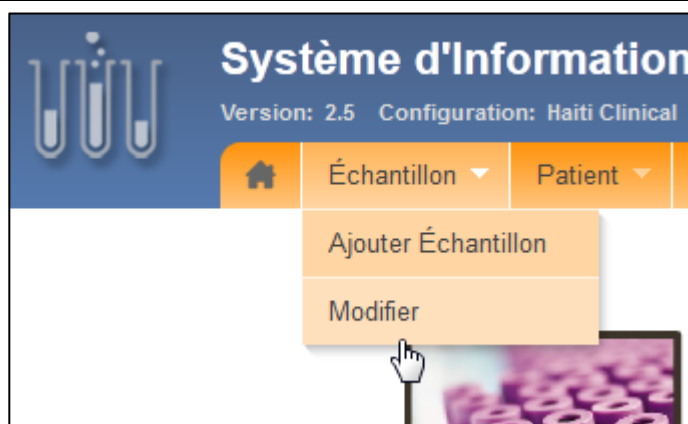 Système d'Information
Version: 2.5 Configuration: Haiti Clinical
Échantillon Patient
Ajouter Échantillon
Modifier